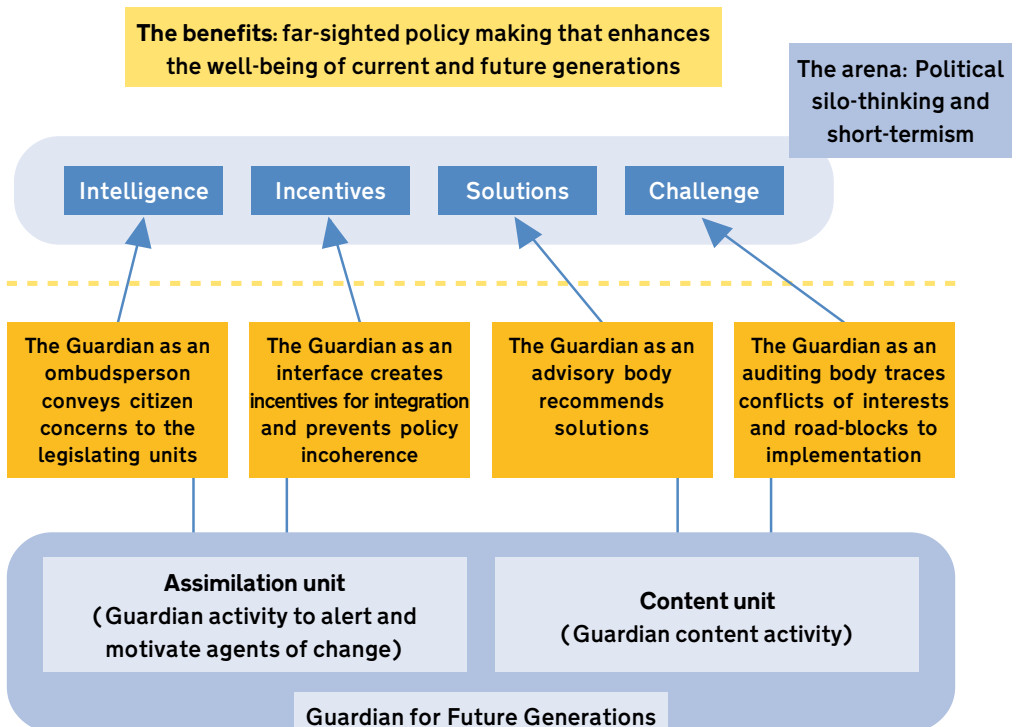 The benefits: far-sighted policy making that enhances
the well-being of current and future generations
The arena: Political
silo-thinking and
short-termism
Intelligence
Incentives
Solutions
Challenge
The Guardian as an
ombudsperson
conveys citizen
concerns to the
legislating units
The Guardian as an
interface creates
incentives for integration
and prevents policy
incoherence
The Guardian as an
advisory body
recommends
solutions
The Guardian as an
auditing body traces
conflicts of interests
and road-blocks to
implementation
Assimilation unit
(Guardian activity to alert and
motivate agents of change)
Content unit
(Guardian content activity)
Guardian for Future Generations